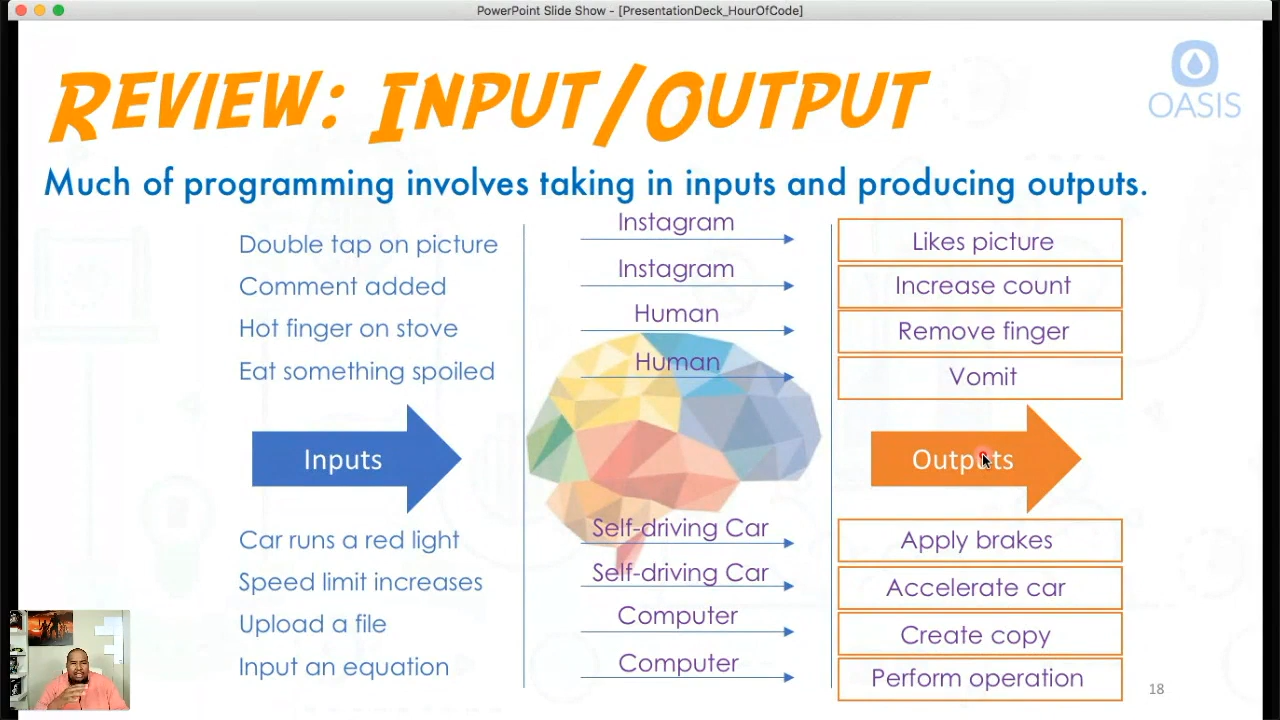 PowerPoint Slide Show - [PresentationDeck_HourOfCode]
REVIEW: INPUT/OUTPUT
OASIS
Much of programming involves taking in inputs and producing outputs.
Double tap on picture Instagram Likes picture
Comment added Instagram Increase count
Hot finger on stove Human Remove finger
Eat something spoiled Human Vomit
Inputs Outputs
Car runs a red light Self-driving Car Apply brakes
Speed limit increases Self-driving Car Accelerate car
Upload a file Computer Create copy
Input an equation Computer Perform operation
18